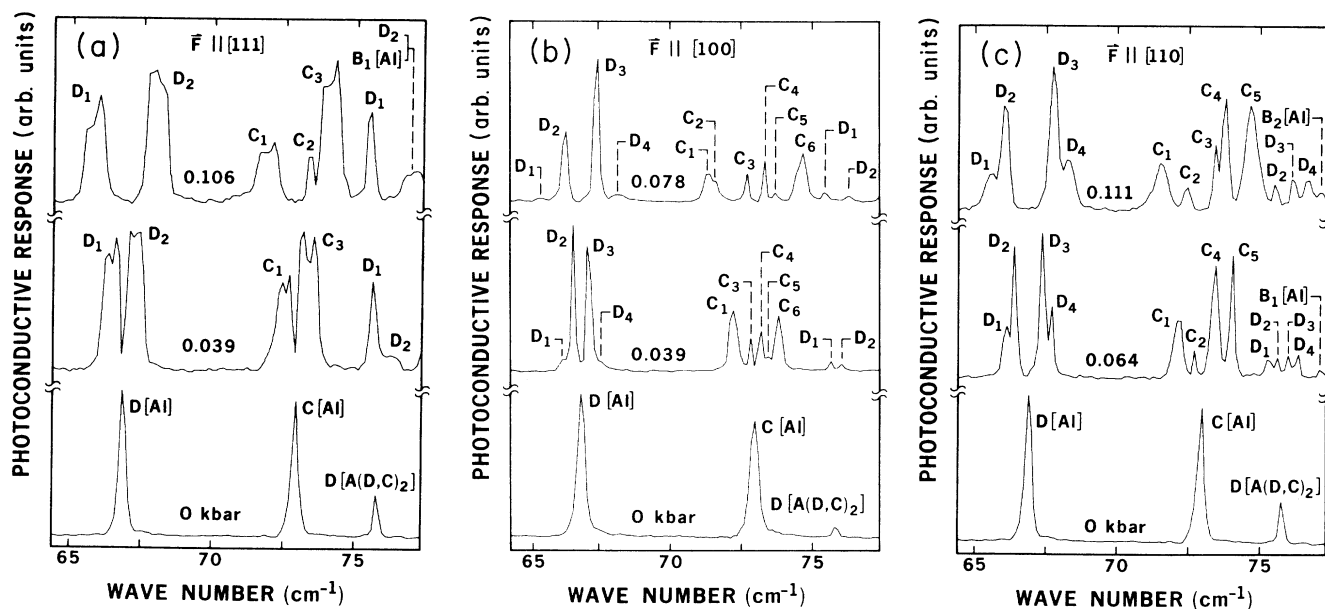 PHOTOCONDUCTIVE RESPONSE (arb. units)
(a)
F⃗ || [111]
D₂
B₁[Al]
D₁
D₂
C₁
C₂
C₃
D₁
0.106
D₁
D₂
C₁
C₃
D₁
D₂
0.039
D[Al]
C[Al]
D[A(D,C)₂]
0 kbar
65
70
75
WAVE NUMBER (cm⁻¹)
PHOTOCONDUCTIVE RESPONSE (arb. units)
(b)
F⃗ || [100]
D₁
D₂
D₃
D₄
C₁
C₂
C₃
C₄
C₅
C₆
D₁
D₂
0.078
D₁
D₂
D₃
D₄
C₁
C₃
C₄
C₅
C₆
D₁
D₂
0.039
D[Al]
C[Al]
D[A(D,C)₂]
0 kbar
65
70
75
WAVE NUMBER (cm⁻¹)
PHOTOCONDUCTIVE RESPONSE (arb. units)
(c)
F⃗ || [110]
D₁
D₂
D₃
D₄
C₁
C₂
C₃
C₄
C₅
B₂[Al]
D₃
D₂
D₄
0.111
D₁
D₂
D₃
D₄
C₁
C₂
C₄
C₅
B₁[Al]
D₂
D₃
D₁
D₄
0.064
D[Al]
C[Al]
D[A(D,C)₂]
0 kbar
65
70
75
WAVE NUMBER (cm⁻¹)